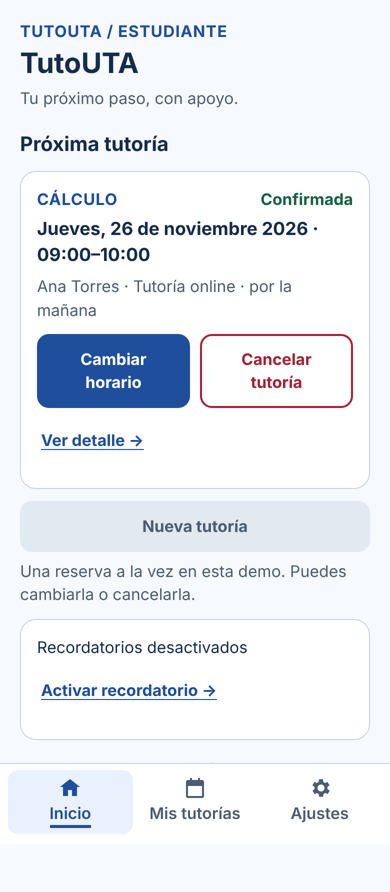 TUTOUTA / ESTUDIANTE
TutoUTA
Tu próximo paso, con apoyo.
Próxima tutoría
CÁLCULO Confirmada
Jueves, 26 de noviembre 2026 ·
09:00–10:00
Ana Torres · Tutoría online · por la
mañana
Cambiar
horario
Cancelar
tutoría
Ver detalle →
Nueva tutoría
Una reserva a la vez en esta demo. Puedes
cambiarla o cancelarla.
Recordatorios desactivados
Activar recordatorio →
Inicio Mis tutorías Ajustes